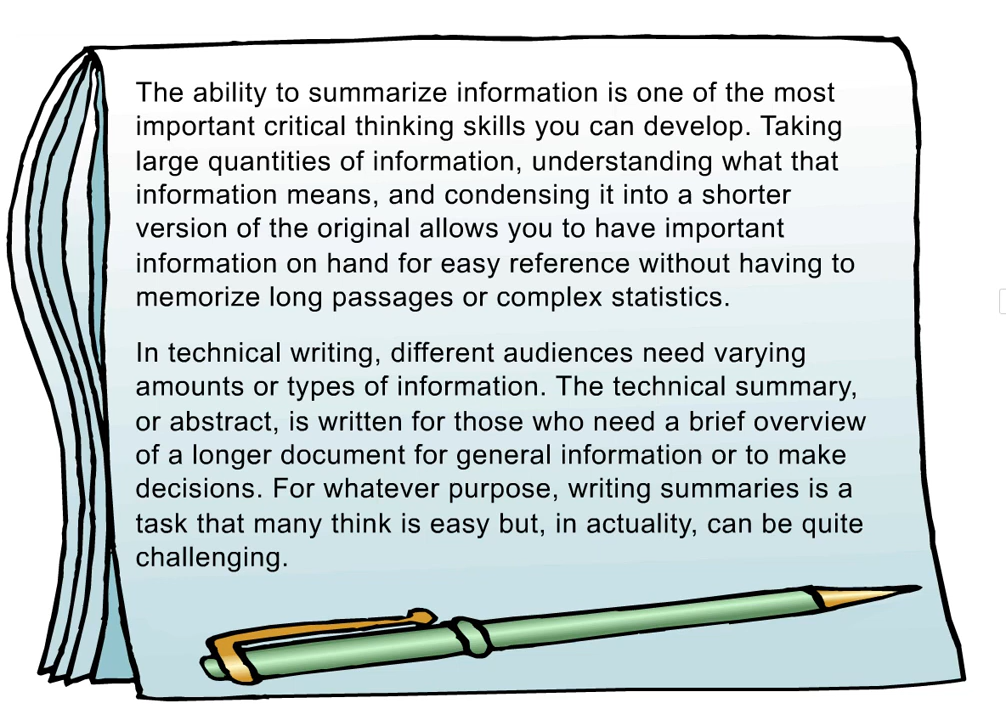 The ability to summarize information is one of the most
important critical thinking skills you can develop. Taking
large quantities of information, understanding what that
information means, and condensing it into a shorter
version of the original allows you to have important
information on hand for easy reference without having to
memorize long passages or complex statistics.
In technical writing, different audiences need varying
amounts or types of information. The technical summary,
or abstract, is written for those who need a brief overview
of a longer document for general information or to make
decisions. For whatever purpose, writing summaries is a
task that many think is easy but, in actuality, can be quite
challenging.